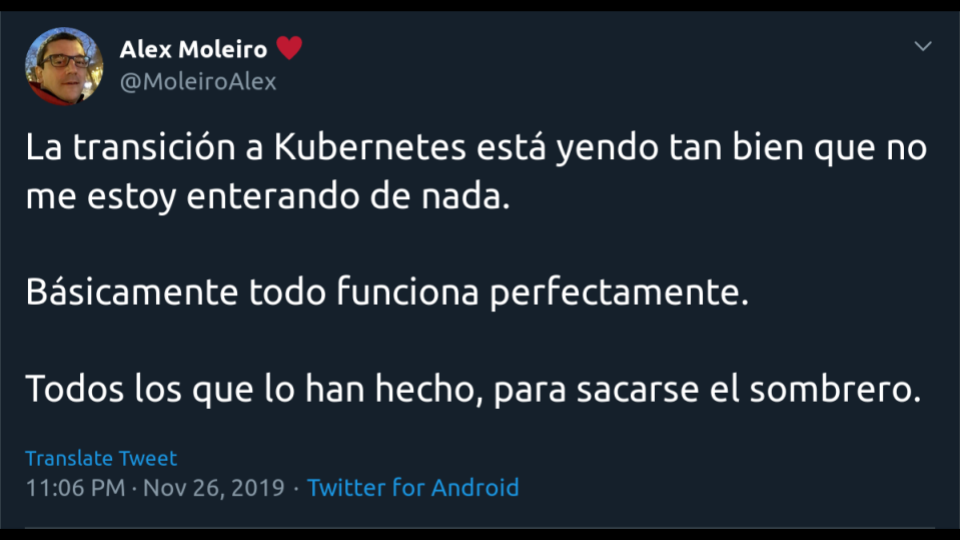 Alex Moleiro ❤
@MoleiroAlex
La transición a Kubernetes está yendo tan bien que no
me estoy enterando de nada.
Básicamente todo funciona perfectamente.
Todos los que lo han hecho, para sacarse el sombrero.
Translate Tweet
11:06 PM · Nov 26, 2019 · Twitter for Android